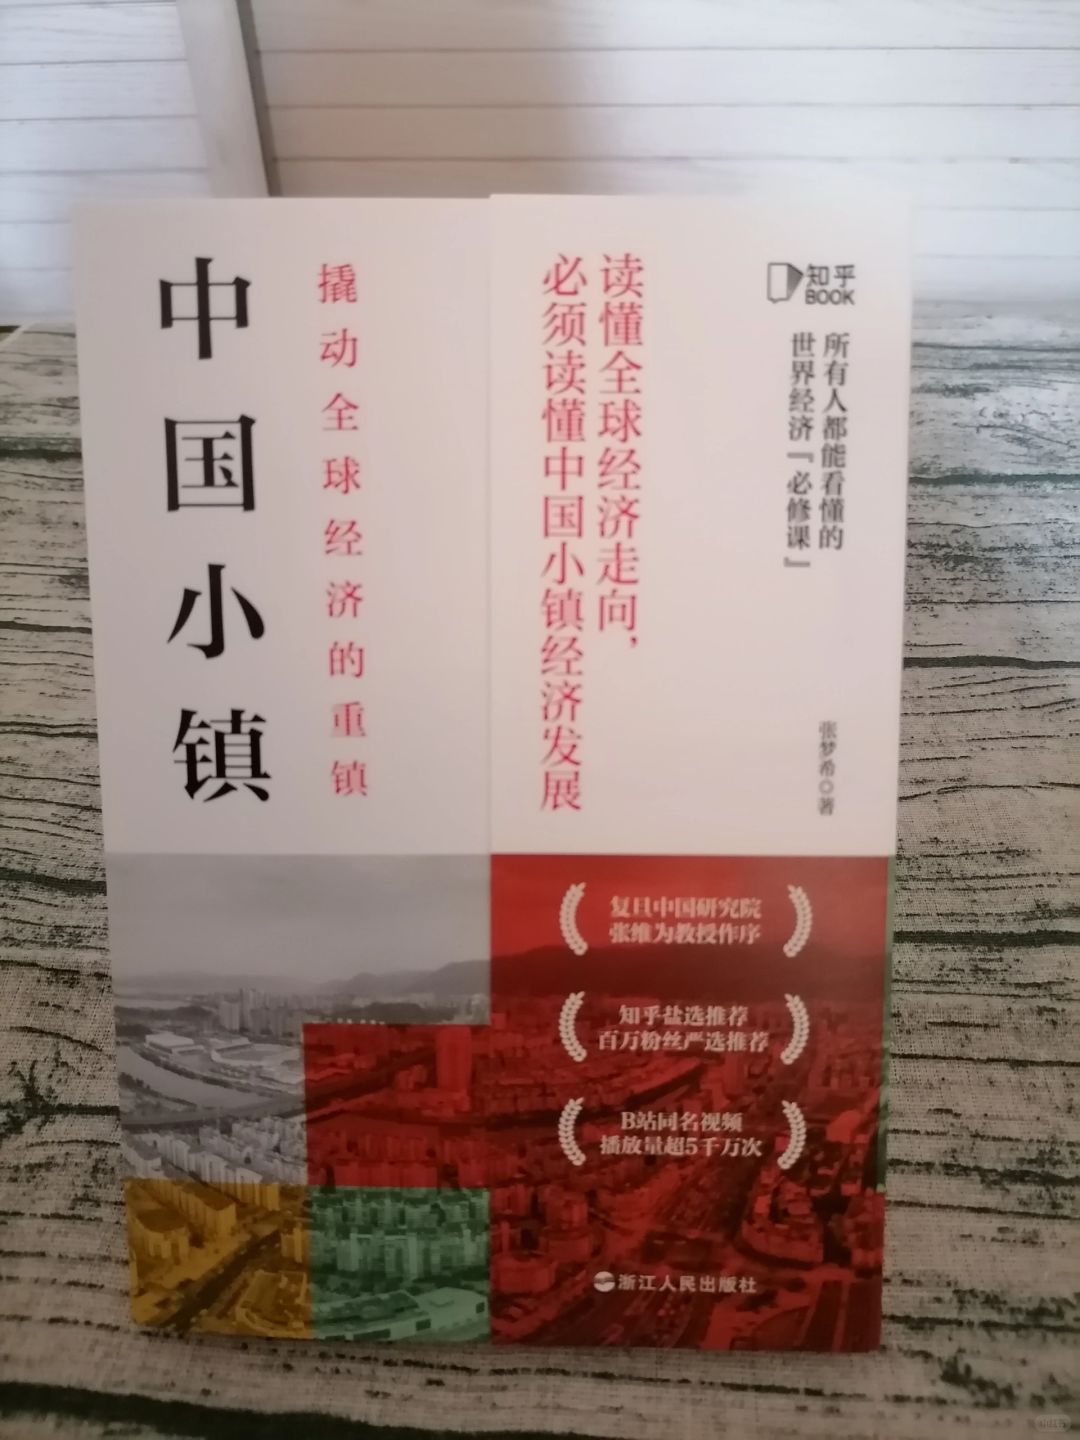 中国小镇
撬动全球经济的重镇
读懂全球经济走向，
必须读懂中国小镇经济发展
知乎
BOOK
所有人都能看懂的
世界经济『必修课』
张梦希○著
复旦中国研究院
张维为教授作序
知乎盐选推荐
百万粉丝严选推荐
B站同名视频
播放量超5千万次
浙江人民出版社